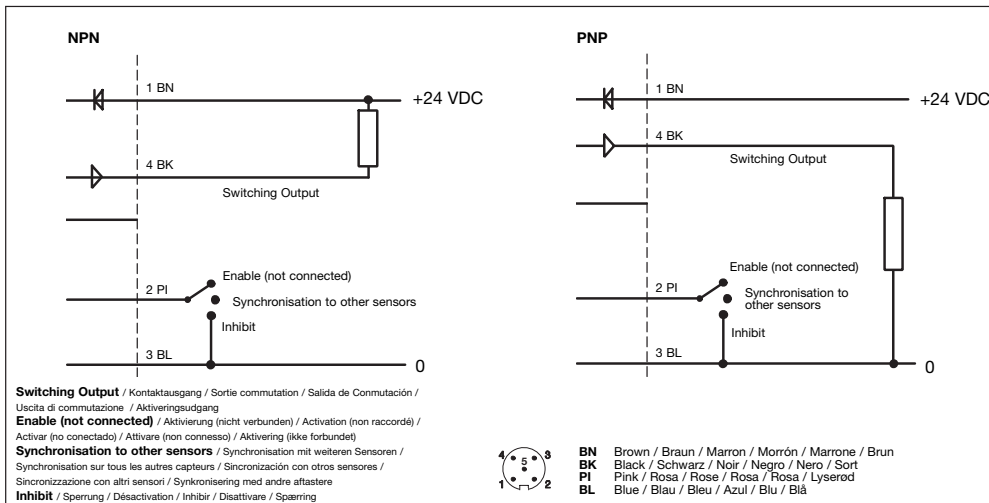 NPN
1 BN
+24 VDC
4 BK
Switching Output
Enable (not connected)
2 PI
Synchronisation to other sensors
Inhibit
3 BL
0
PNP
1 BN
+24 VDC
4 BK
Switching Output
Enable (not connected)
2 PI
Synchronisation to
other sensors
Inhibit
3 BL
0
Switching Output / Kontaktausgang / Sortie commutation / Salida de Conmutación /
Uscita di commutazione / Aktiveringsudgang
Enable (not connected) / Aktivierung (nicht verbunden) / Activation (non raccordé) /
Activar (no conectado) / Attivare (non connesso) / Aktivering (ikke forbundet)
Synchronisation to other sensors / Synchronisation mit weiteren Sensoren /
Synchronisation sur tous les autres capteurs / Sincronización con otros sensores /
Sincronizzazione con altri sensori / Synkronisering med andre aftastere
Inhibit / Sperrung / Désactivation / Inhibir / Disattivare / Spærring
4 5 3
1 2
BN Brown / Braun / Marron / Morrón / Marrone / Brun
BK Black / Schwarz / Noir / Negro / Nero / Sort
PI Pink / Rosa / Rose / Rosa / Rosa / Lyserød
BL Blue / Blau / Bleu / Azul / Blu / Blå